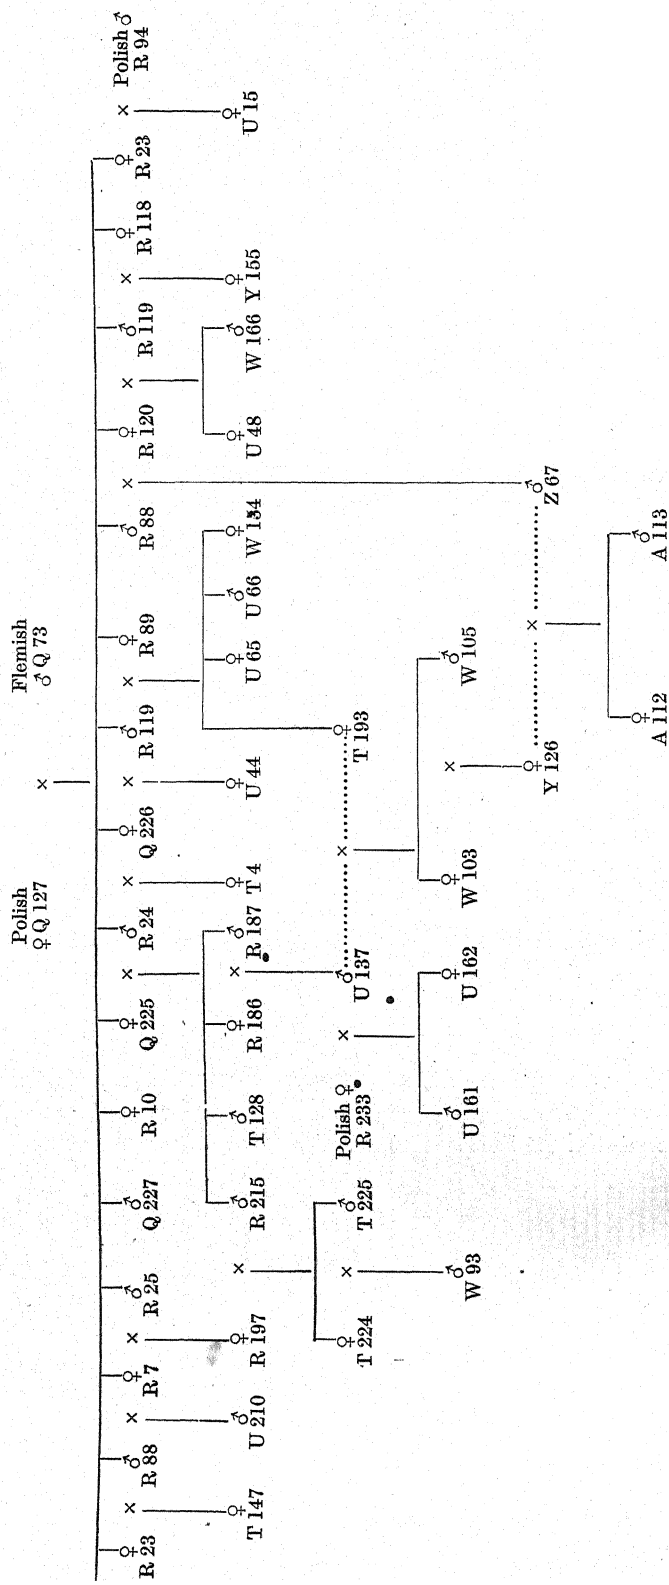 Polish ♂
R 94
×
♀
U 15
♀
R 23
♀
R 118
×
♀
Y 155
♂
R 119
♂
W 166
×
♀
R 120
♀
U 48
×
♂
Z 67
♂
R 88
♀
W 134
♂
A 113
♂
U 66
Flemish
♂ Q 73
♀
R 89
×
♀
U 65
♂
W 105
×
♂
R 119
♀
T 193
♀
A 112
×
×
♀
U 44
×
♀
Y 126
♀
Q 226
×
×
♀
T 4
♀
W 103
Polish
♀ Q 127
♂
R 24
♂
R 187
×
×
♂
U 137
♀
U 162
♀
Q 225
♀
R 186
×
♀
R 10
♂
T 128
Polish ♀
R 233
♂
U 161
♂
Q 227
♂
R 215
♂
T 225
×
×
♂
W 93
♂
R 25
×
♀
R 197
♀
T 224
♀
R 7
×
♂
U 210
♂
R 88
×
♀
T 147
♀
R 23